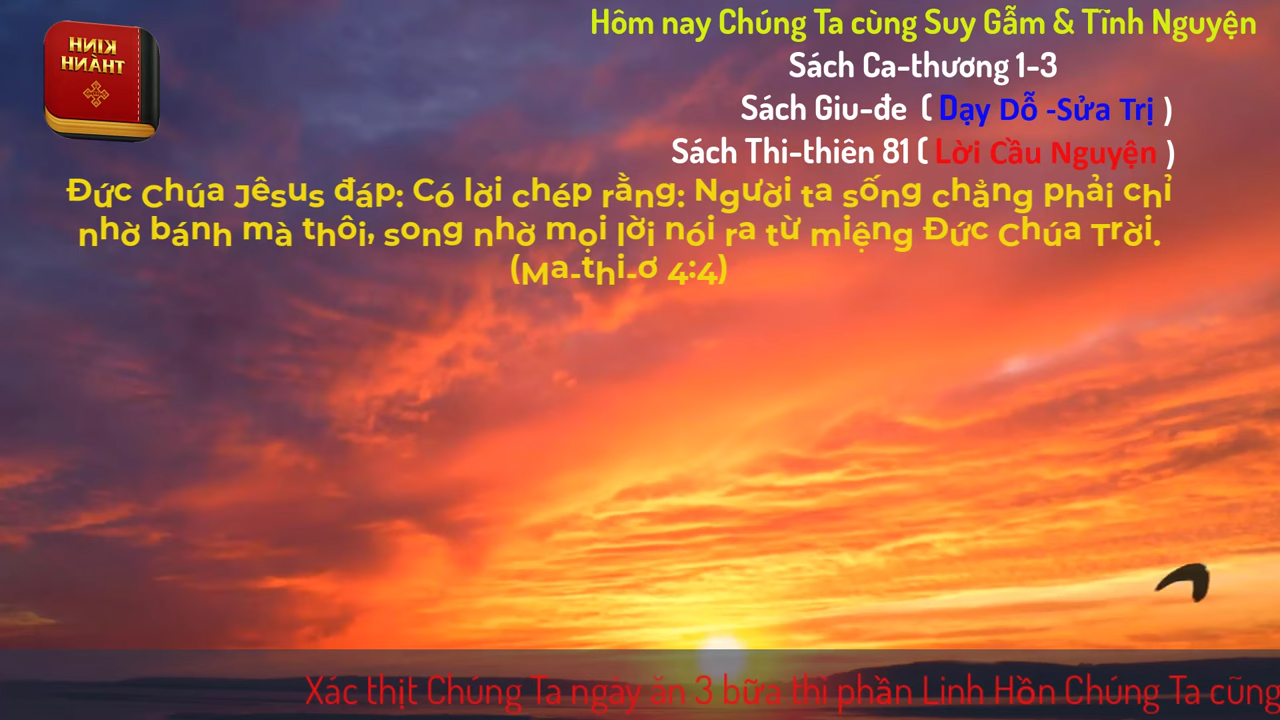 KINH
THÁNH
Hôm nay Chúng Ta cùng Suy Gẫm & Tĩnh Nguyện
Sách Ca-thương 1-3
Sách Giu-đe ( Dạy Dỗ -Sửa Trị )
Sách Thi-thiên 81 ( Lời Cầu Nguyện )
Đức Chúa Jêsus đáp: Có lời chép rằng: Người ta sống chẳng phải chỉ
nhờ bánh mà thôi, song nhờ mọi lời nói ra từ miệng Đức Chúa Trời.
(Ma-thi-ơ 4:4)
Xác thịt Chúng Ta ngày ăn 3 bữa thì phần Linh Hồn Chúng Ta cũng